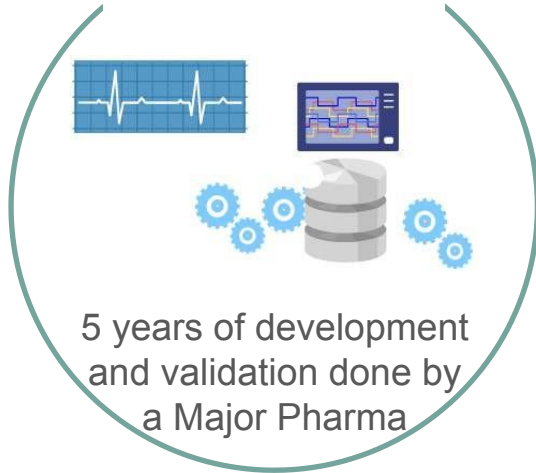 5 years of development
and validation done by
a Major Pharma